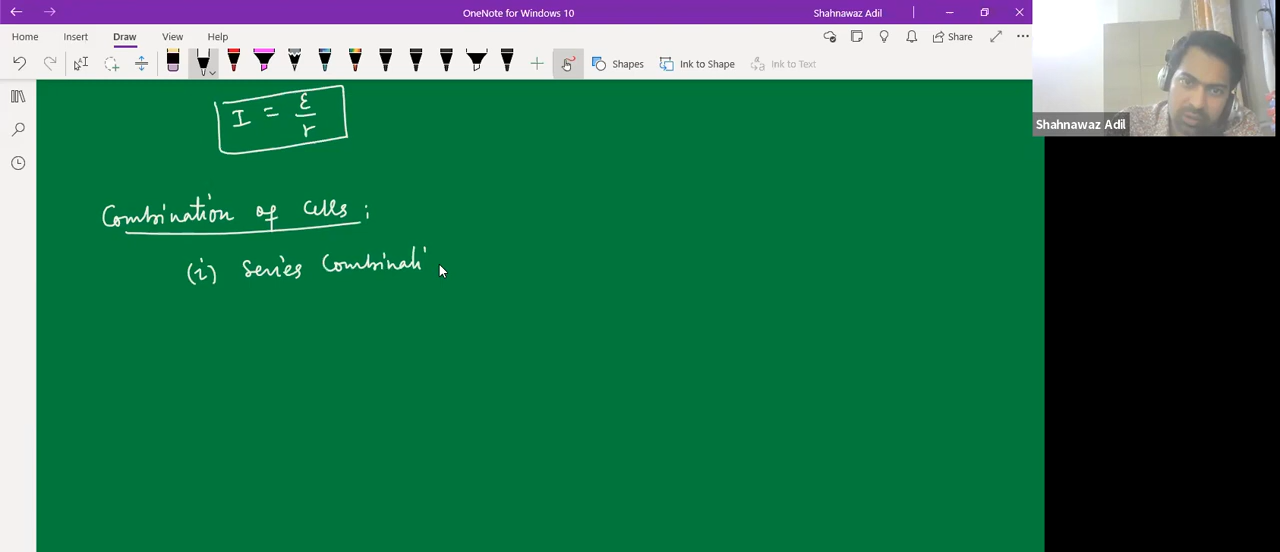 OneNote for Windows 10
Shahnawaz Adil
Home Insert Draw View Help
Share
Shapes
Ink to Shape
Ink to Text
Shahnawaz Adil
I = ε/r
Combination of Cells :
(i) Series Combinati